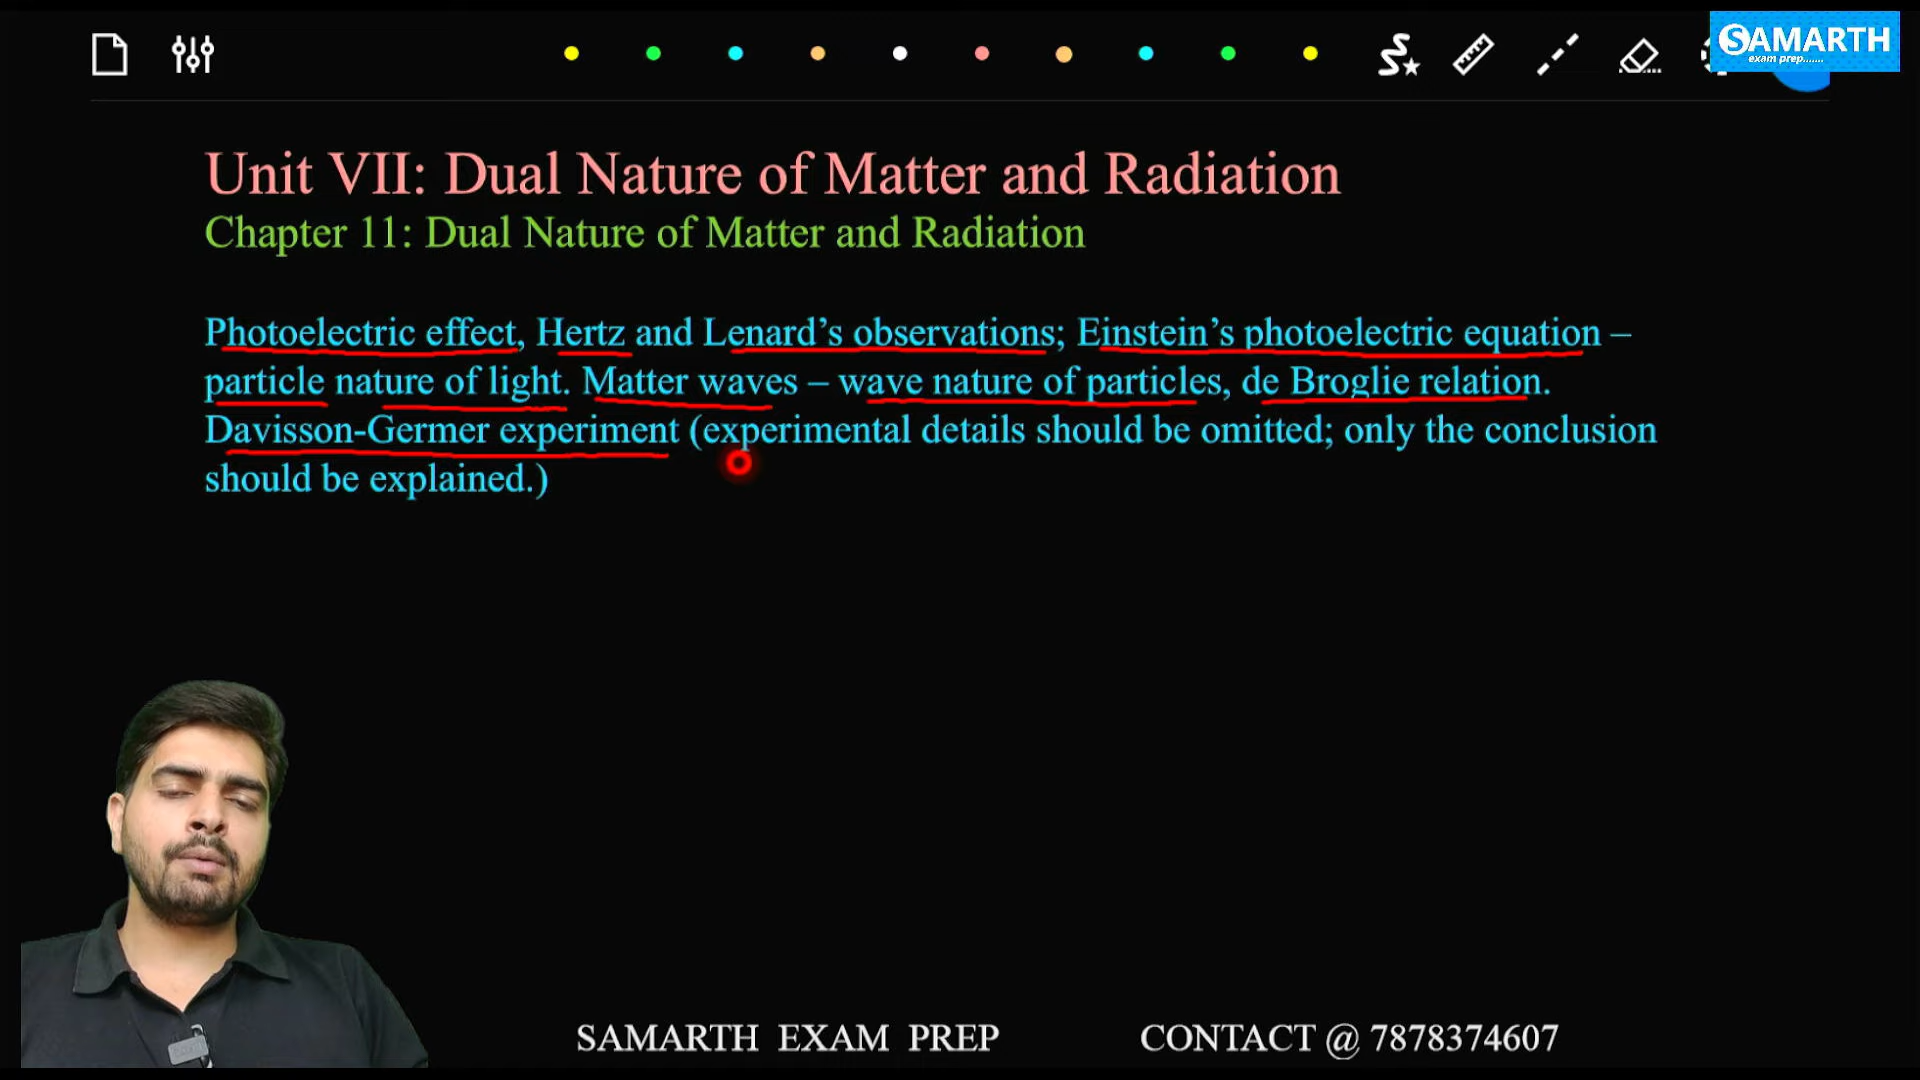 SAMARTH
exam prep.......
Unit VII: Dual Nature of Matter and Radiation
Chapter 11: Dual Nature of Matter and Radiation
Photoelectric effect, Hertz and Lenard’s observations; Einstein’s photoelectric equation –
particle nature of light. Matter waves – wave nature of particles, de Broglie relation.
Davisson-Germer experiment (experimental details should be omitted; only the conclusion
should be explained.)
SAMARTH EXAM PREP CONTACT @ 7878374607